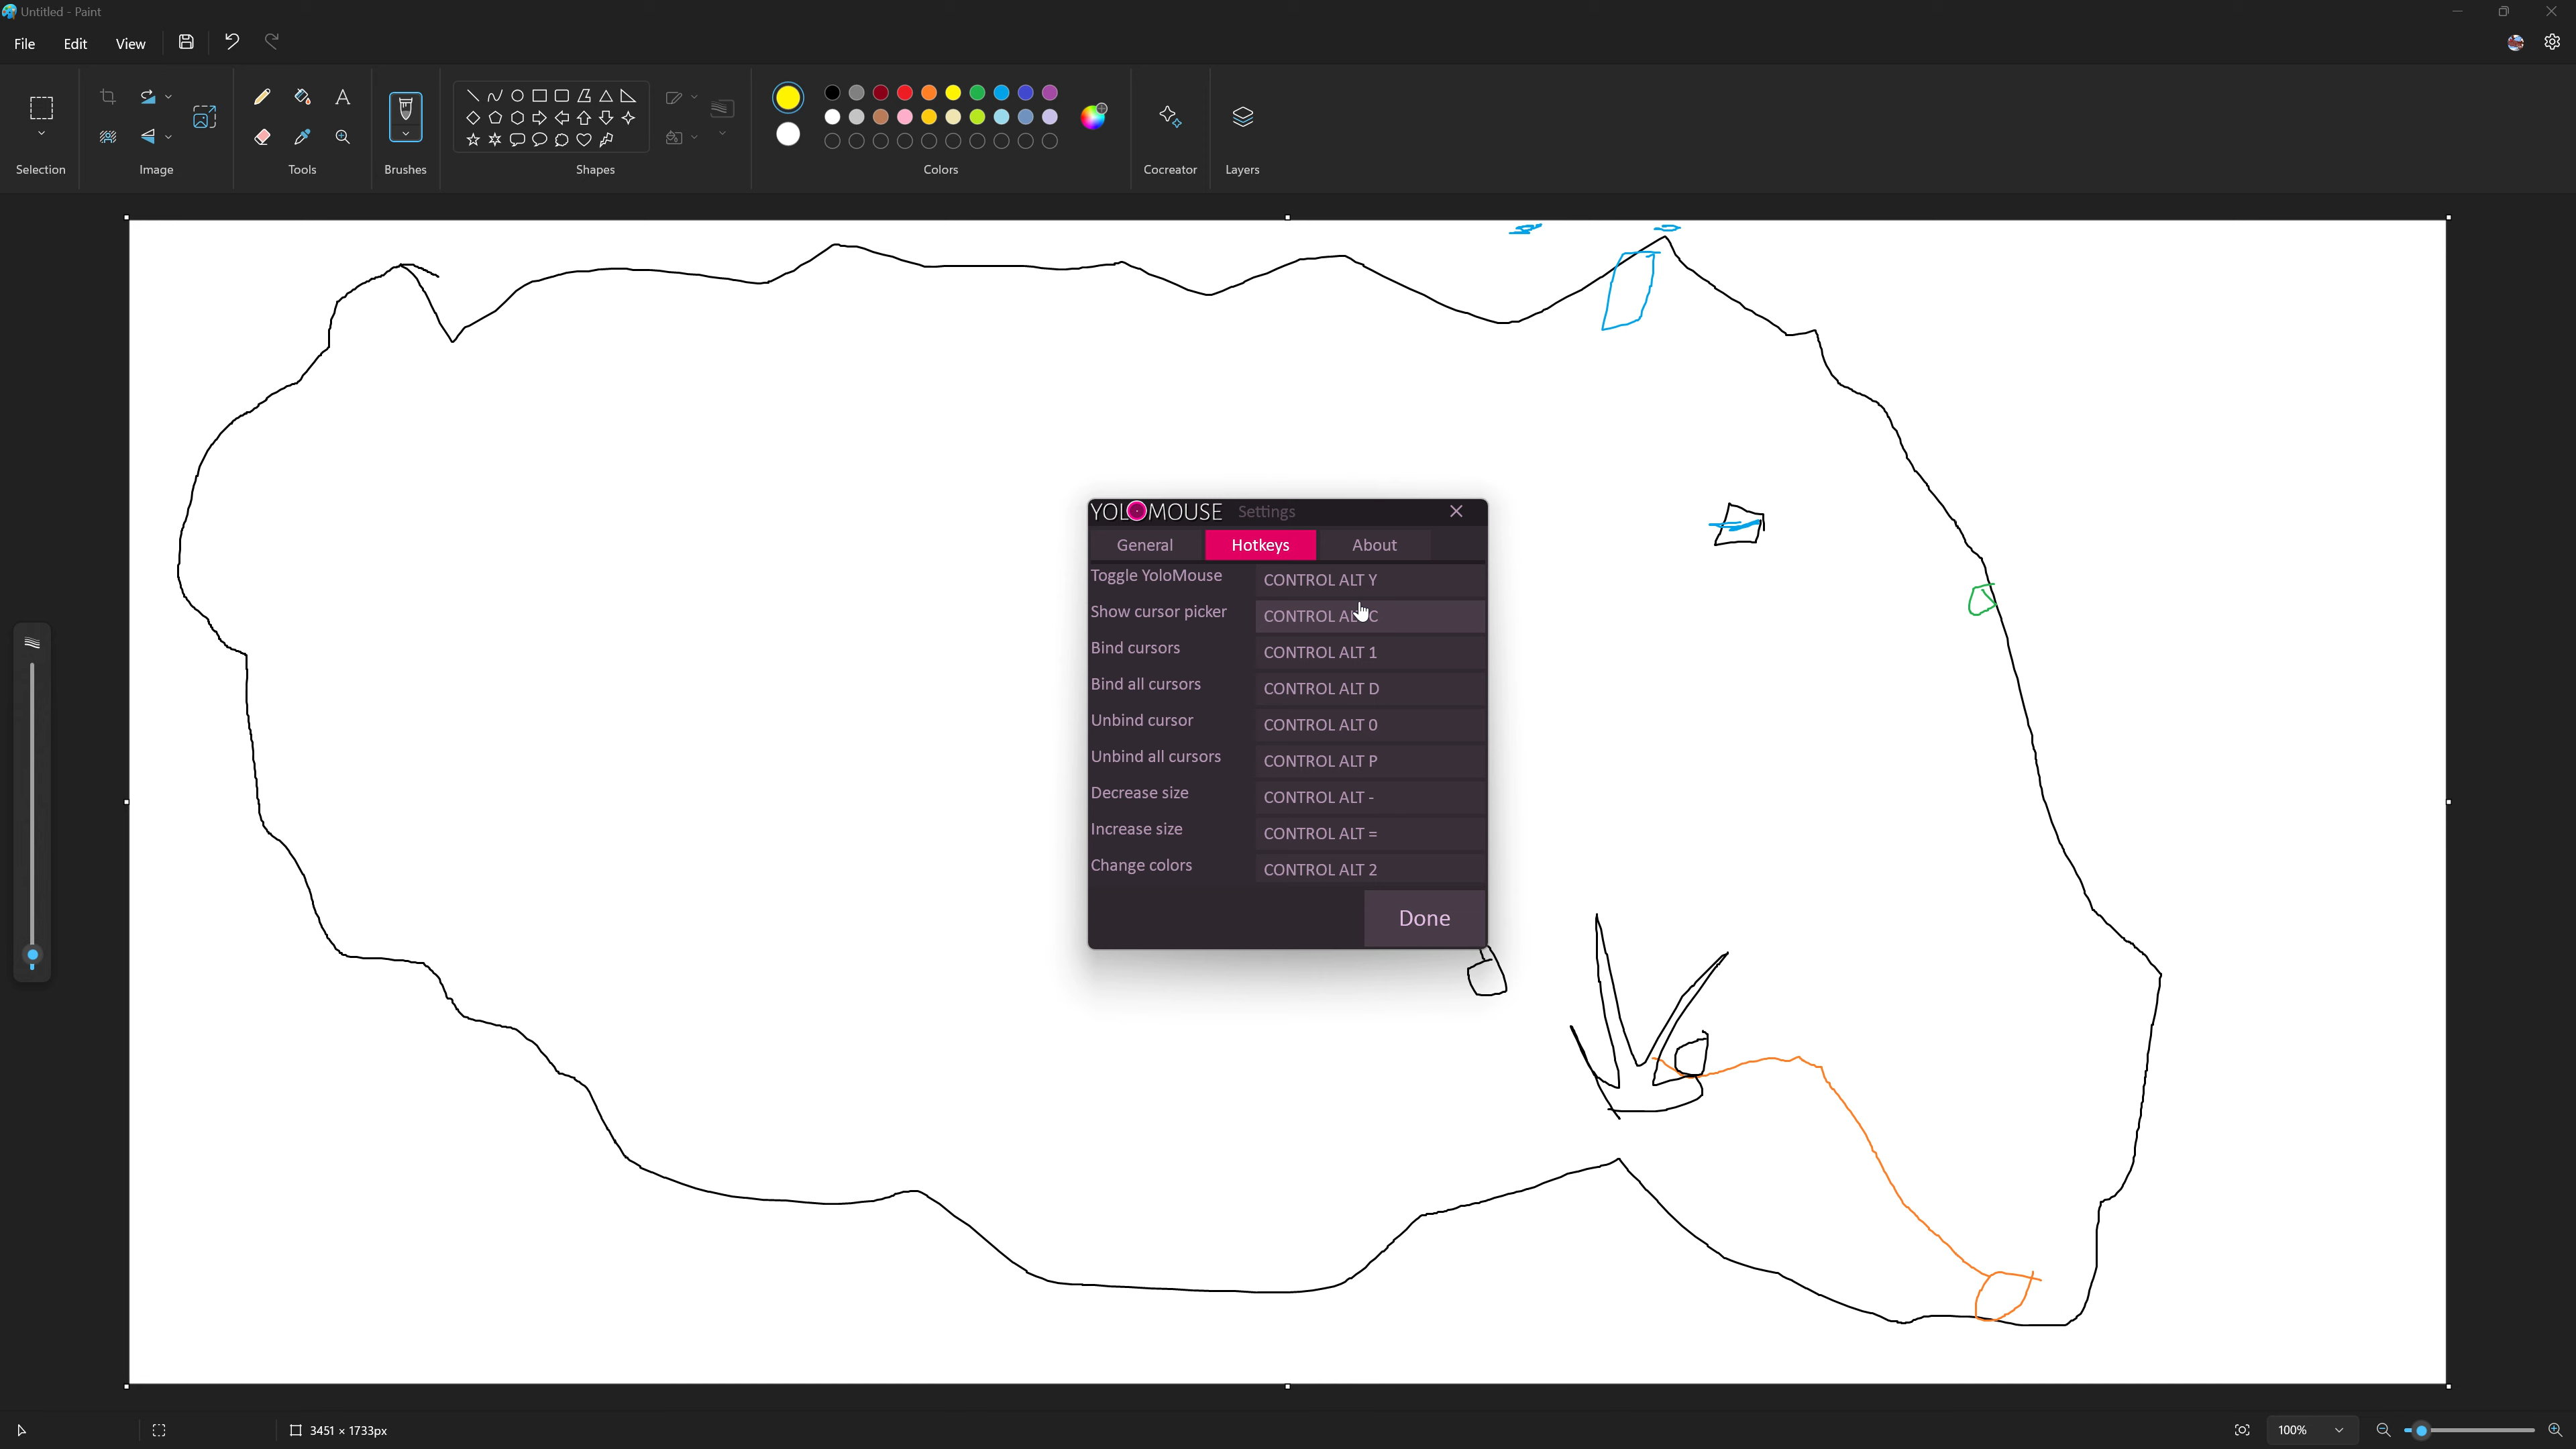 Untitled - Paint
File Edit View
Selection Image Tools Brushes Shapes Colors Cocreator Layers
YOLOMOUSE Settings
General Hotkeys About
Toggle YoloMouse CONTROL ALT Y
Show cursor picker CONTROL ALT C
Bind cursors CONTROL ALT 1
Bind all cursors CONTROL ALT D
Unbind cursor CONTROL ALT 0
Unbind all cursors CONTROL ALT P
Decrease size CONTROL ALT -
Increase size CONTROL ALT =
Change colors CONTROL ALT 2
Done
3451 × 1733px
100%